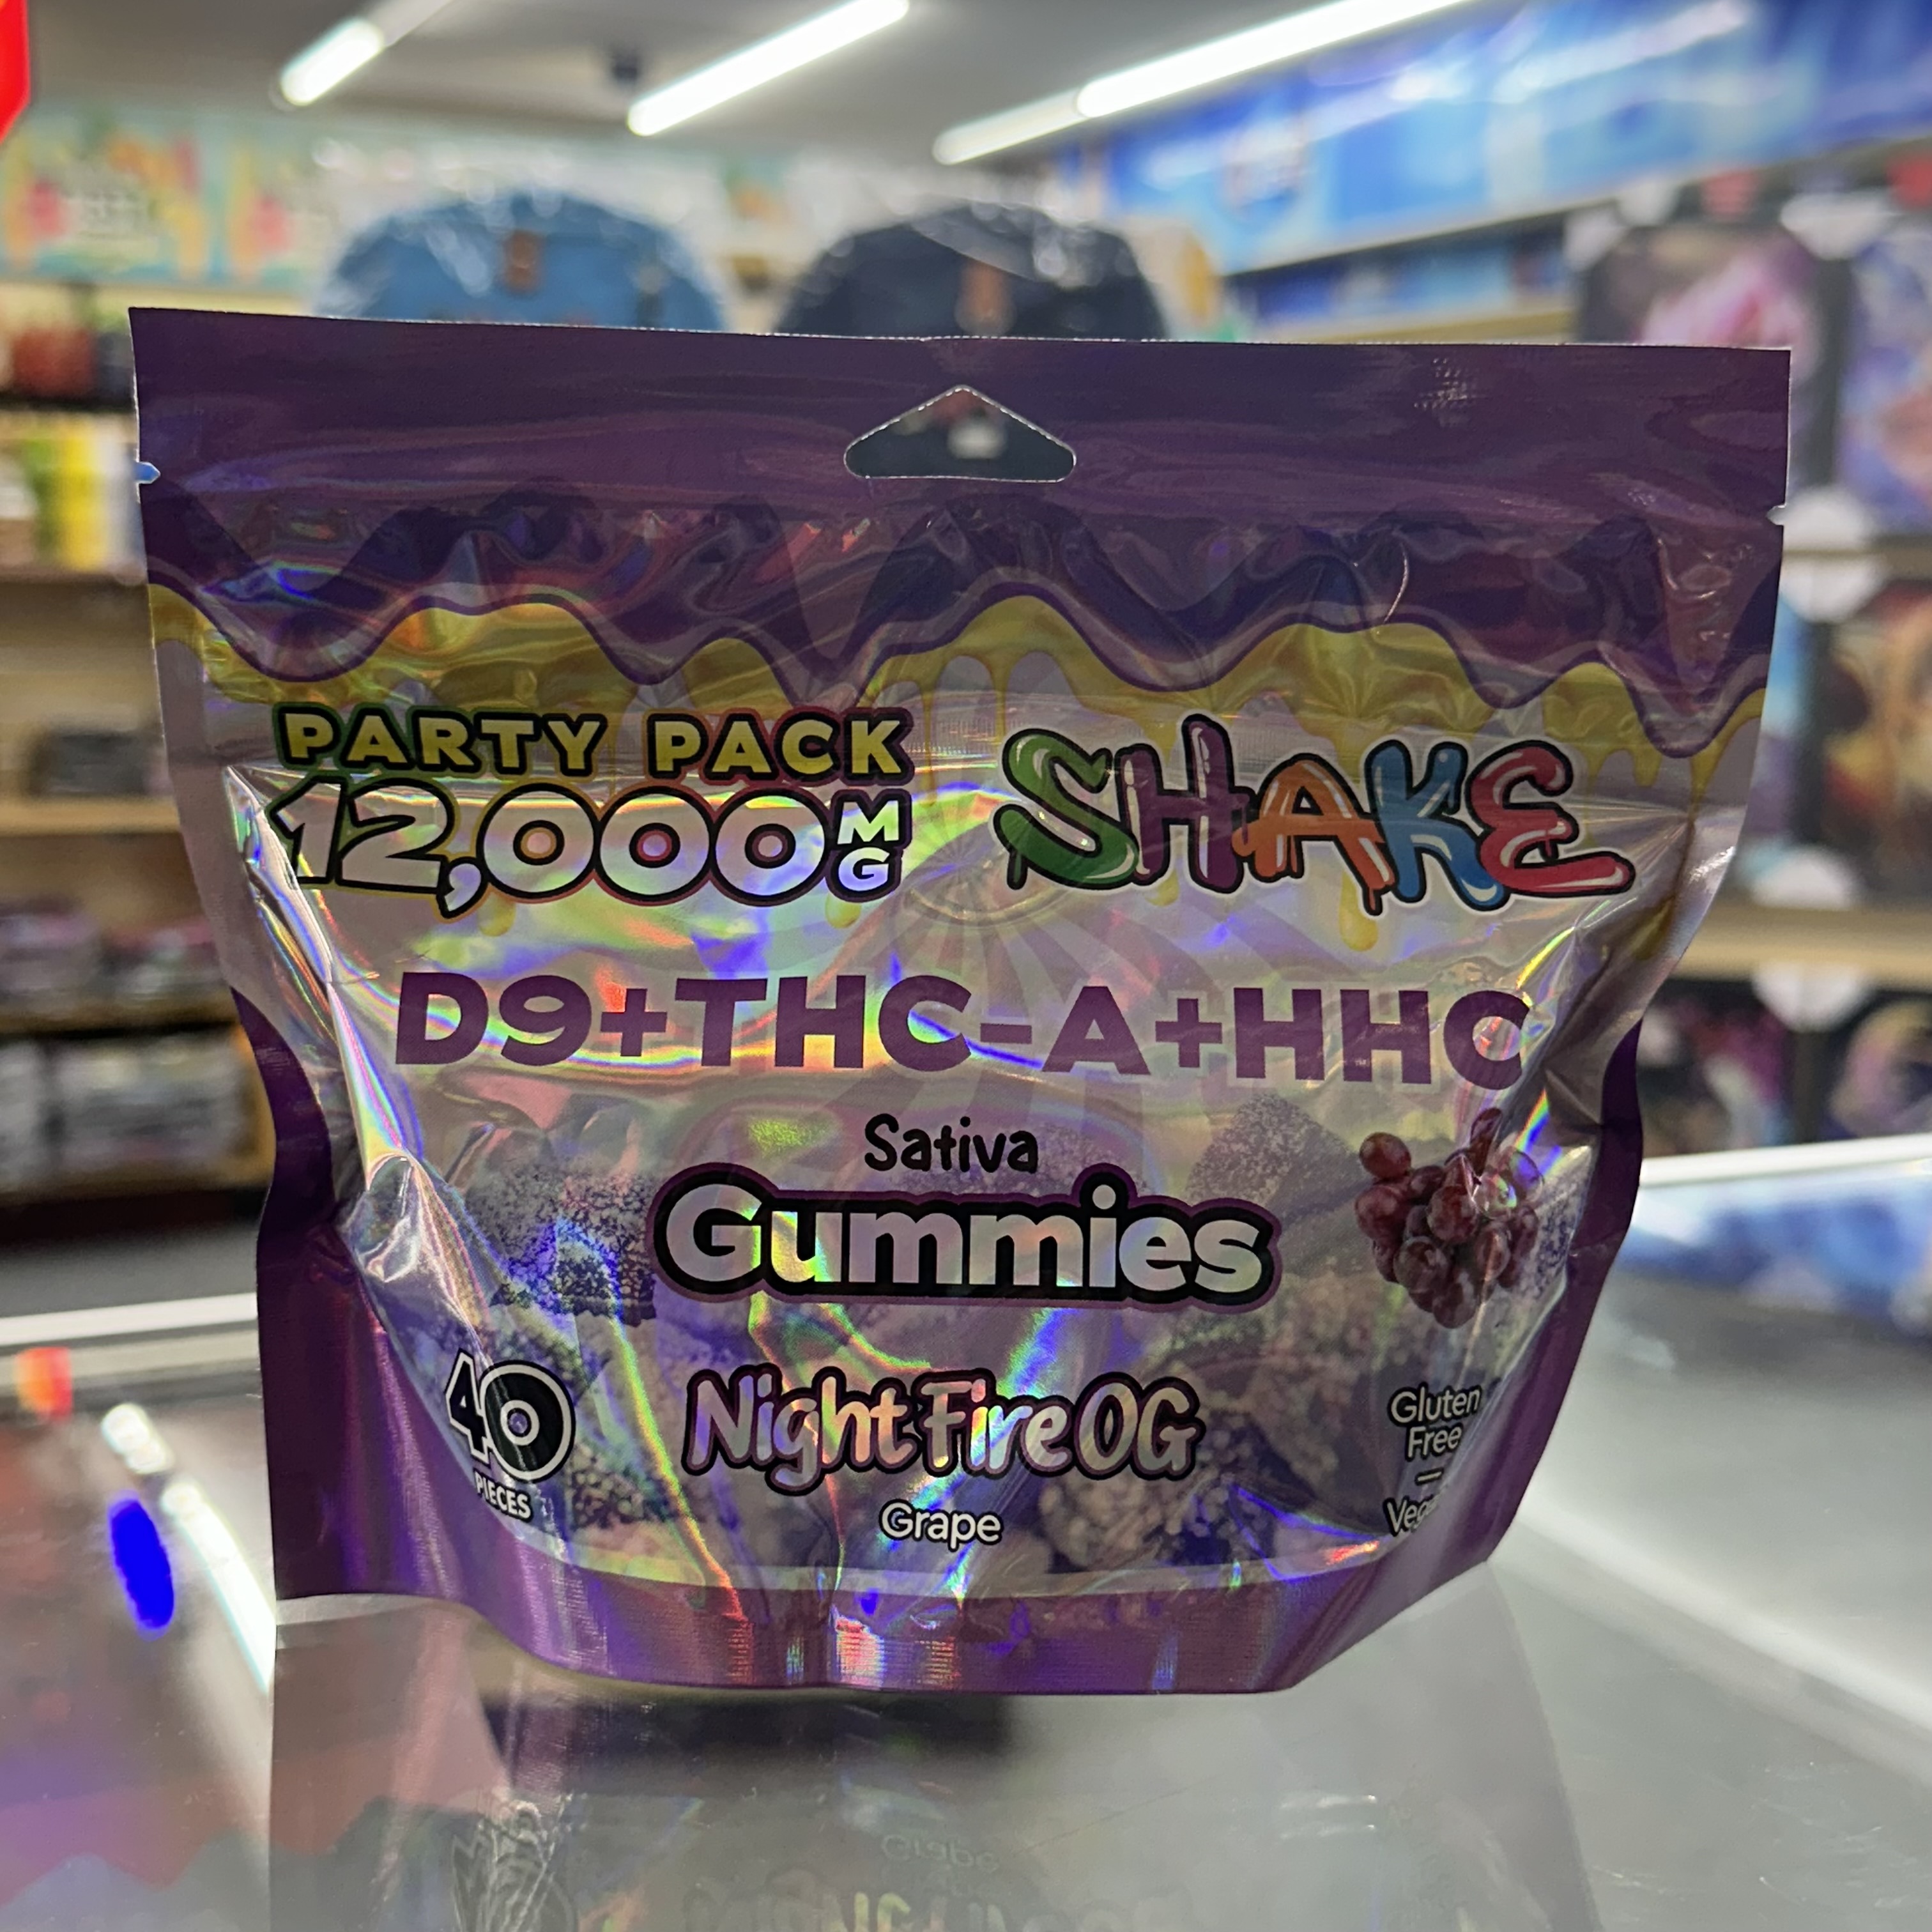 PARTY PACK
12,000MG
SHAKE
D9+THC-A+HHC
Sativa
Gummies
40
PIECES
Night Fire OG
Grape
Gluten
Free